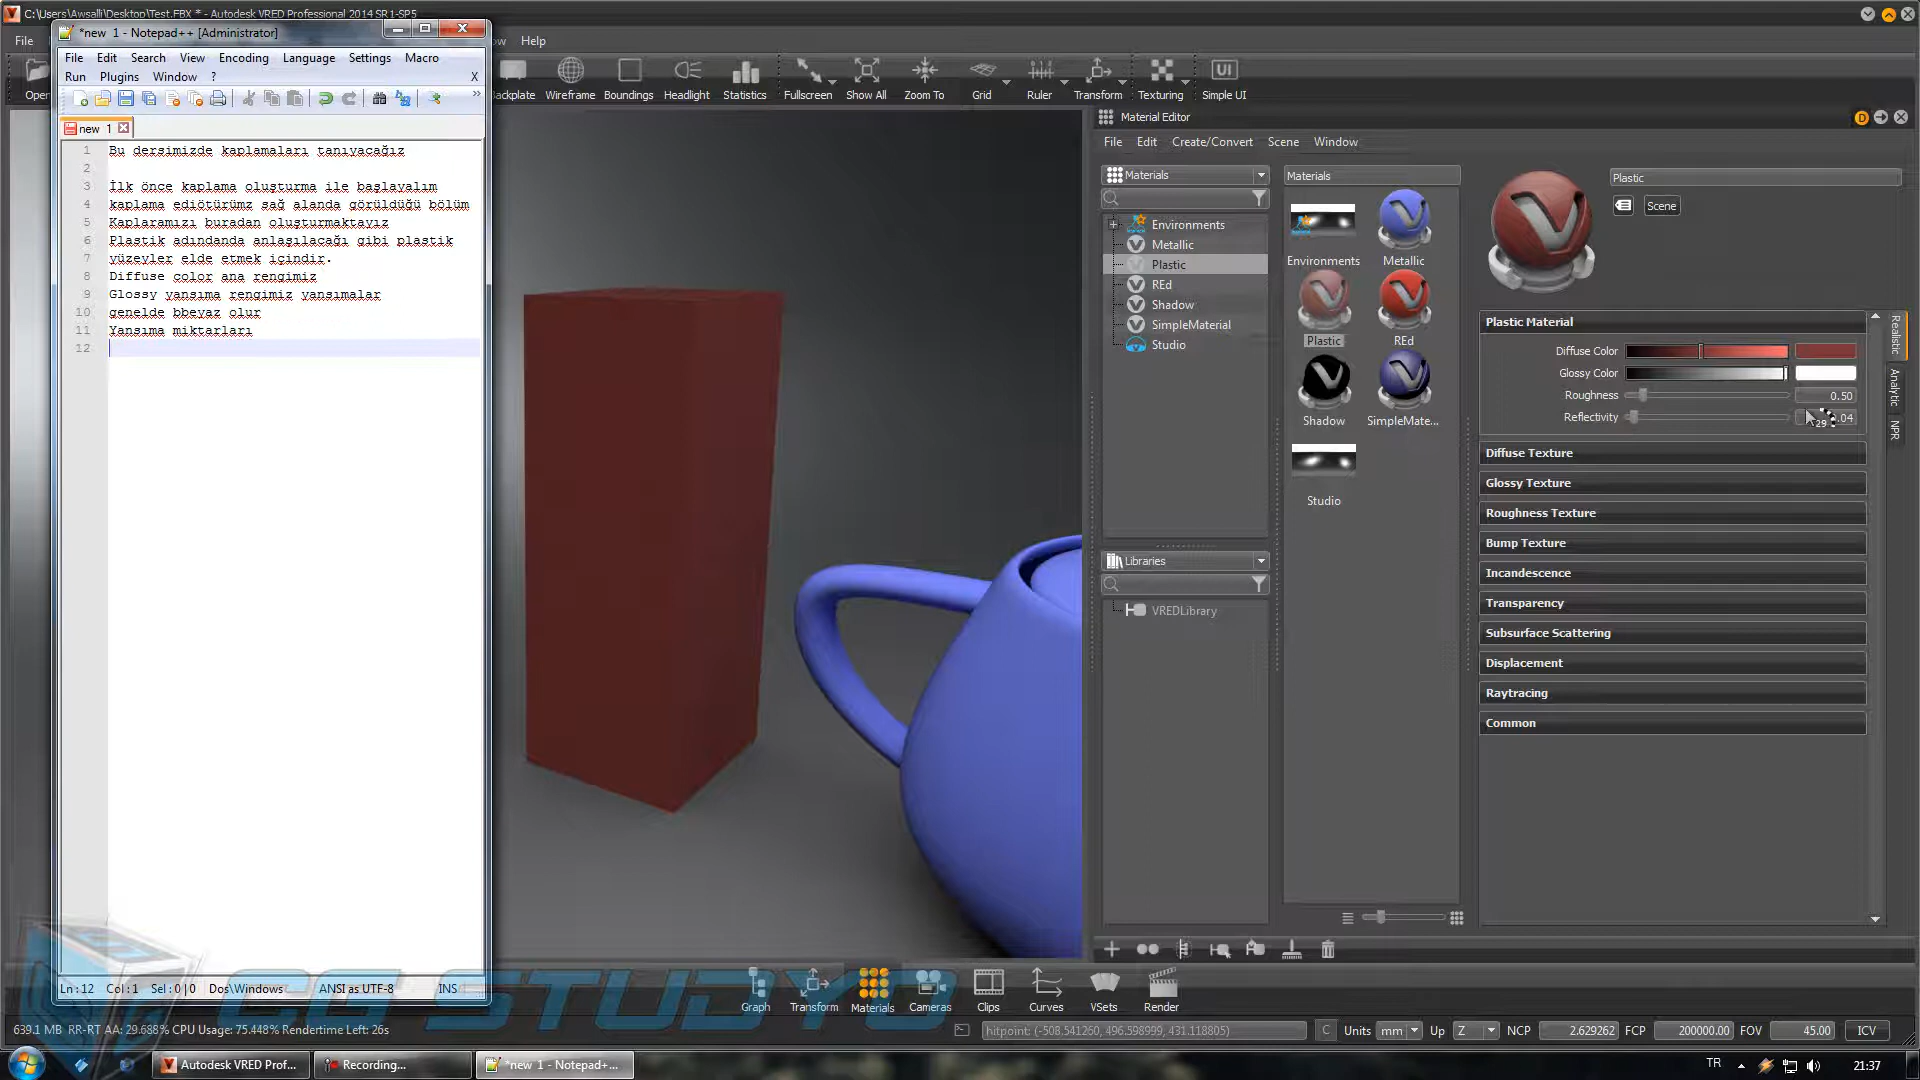 C:\Users\Awsalli\Desktop\Test.FBX * - Autodesk VRED Professional 2014 SR1-SP5
*new 1 - Notepad++ [Administrator]
File Help
File Edit Search View Encoding Language Settings Macro
Run Plugins Window ? X
Open Backplate Wireframe Boundings Headlight Statistics Fullscreen Show All Zoom To Grid Ruler Transform Texturing Simple UI
new 1
1 Bu dersimizde kaplamaları tanıyacağız
2
3 İlk önce kaplama oluşturma ile başlayalım
4 kaplama ediötürümz sağ alanda görüldüğü bölüm
5 Kaplaramızı buradan oluşturmaktayız
6 Plastik adındanda anlaşılacağı gibi plastik
7 yüzeyler elde etmek içindir.
8 Diffuse color ana rengimiz
9 Glossy yansıma rengimiz yansımalar
10 genelde bbeyaz olur
11 Yansıma miktarları
12
Ln:12 Col:1 Sel:0|0 Dos\Windows ANSI as UTF-8 INS
Material Editor
File Edit Create/Convert Scene Window
Materials
Environments
Metallic
Plastic
REd
Shadow
SimpleMaterial
Studio
Libraries
VREDLibrary
Materials
Environments Metallic
Plastic REd
Shadow SimpleMate...
Studio
Plastic
Scene
Plastic Material
Diffuse Color
Glossy Color
Roughness 0.50
Reflectivity .04
29
Diffuse Texture
Glossy Texture
Roughness Texture
Bump Texture
Incandescence
Transparency
Subsurface Scattering
Displacement
Raytracing
Common
Realistic
Analytic
NPR
CG STUDYO
Graph Transform Materials Cameras Clips Curves VSets Render
639.1 MB RR-RT AA: 29.688% CPU Usage: 75.448% Rendertime Left: 26s
hitpoint: (-508.541260, 496.598999, 431.118805) C Units mm Up Z NCP 2.629262 FCP 200000.00 FOV 45.00 ICV
Autodesk VRED Prof... Recording... *new 1 - Notepad+... TR 21:37